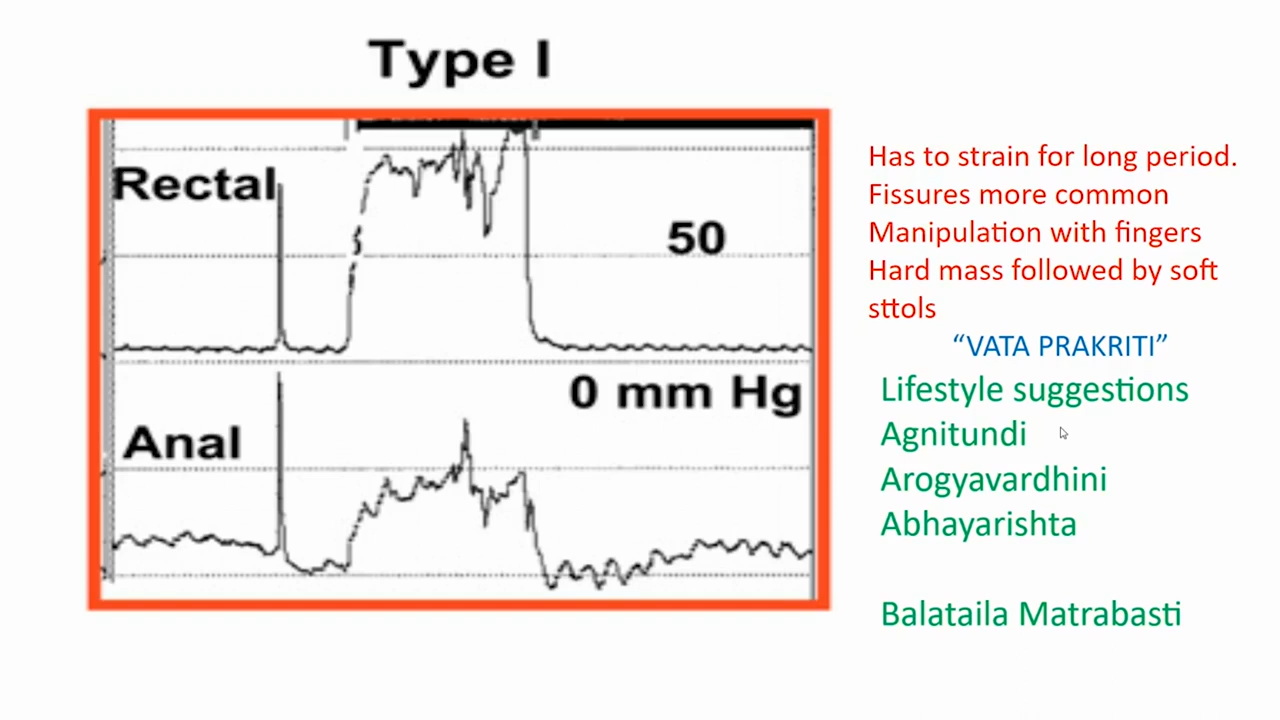 Type I
Rectal
50
0 mm Hg
Anal
Has to strain for long period.
Fissures more common
Manipulation with fingers
Hard mass followed by soft
sttols
“VATA PRAKRITI”
Lifestyle suggestions
Agnitundi
Arogyavardhini
Abhayarishta
Balataila Matrabasti